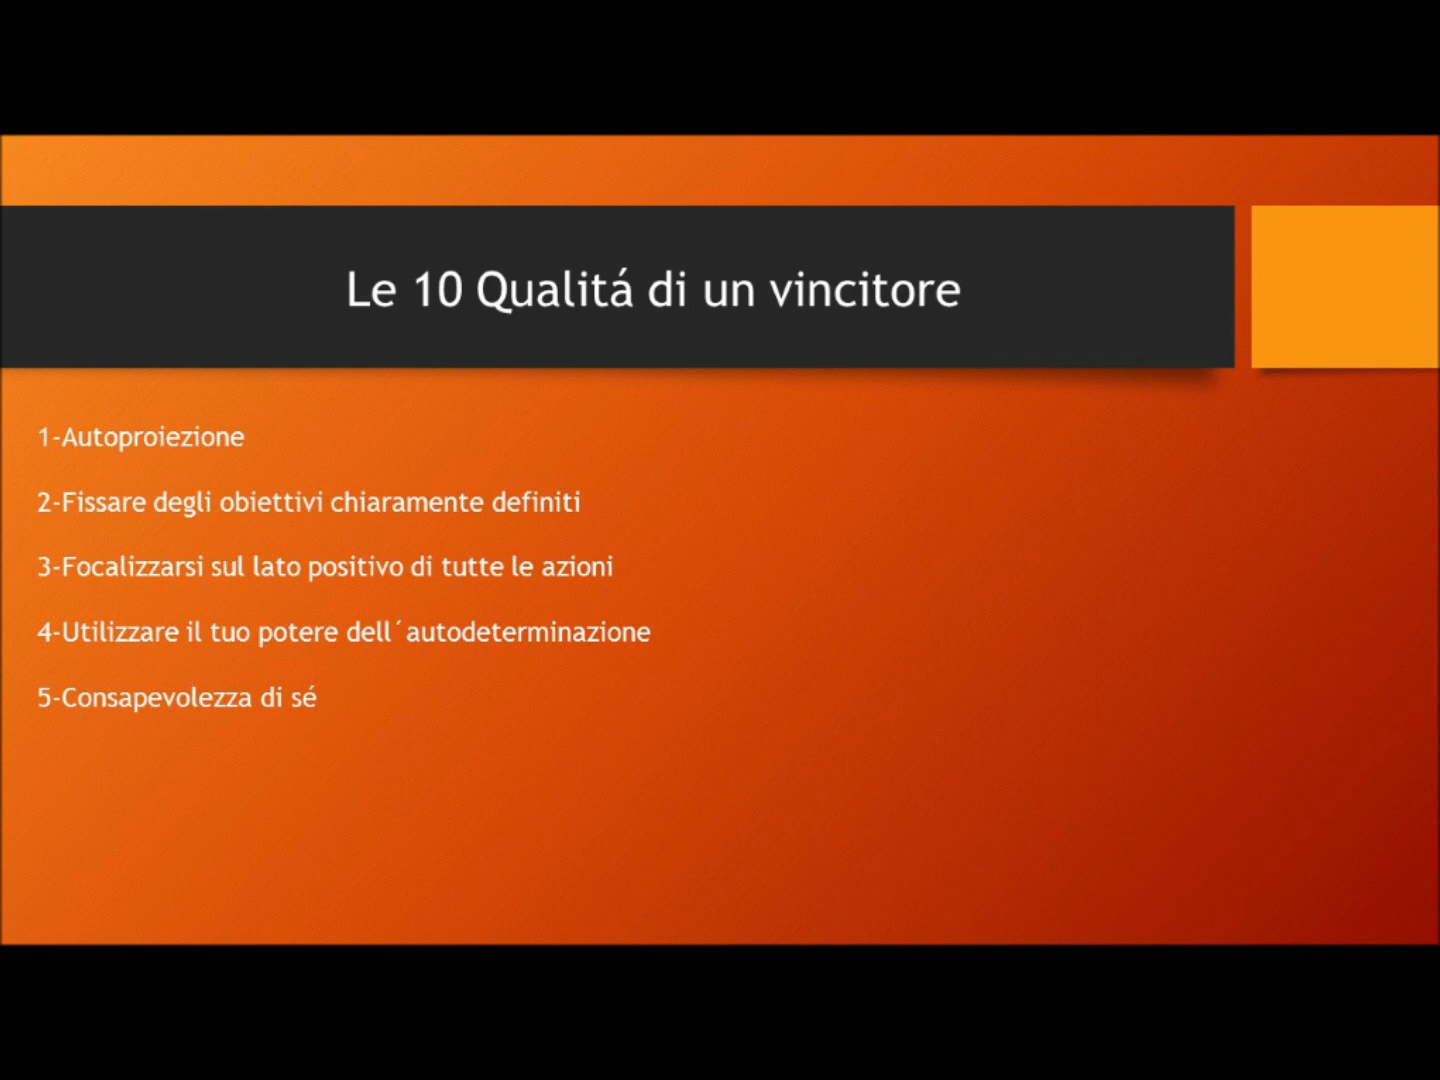 Le 10 Qualitá di un vincitore
1-Autoproiezione
2-Fissare degli obiettivi chiaramente definiti
3-Focalizzarsi sul lato positivo di tutte le azioni
4-Utilizzare il tuo potere dell´autodeterminazione
5-Consapevolezza di sé